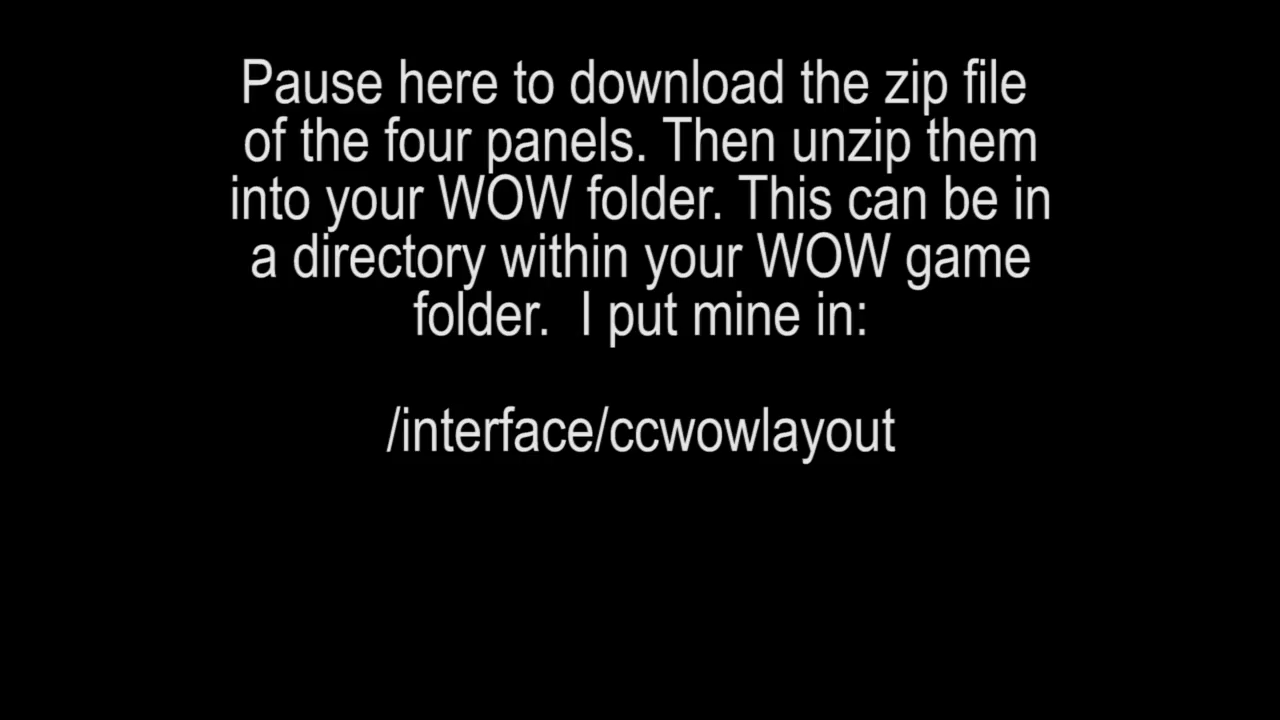 Pause here to download the zip file
of the four panels. Then unzip them
into your WOW folder. This can be in
a directory within your WOW game
folder.  I put mine in:
/interface/ccwowlayout